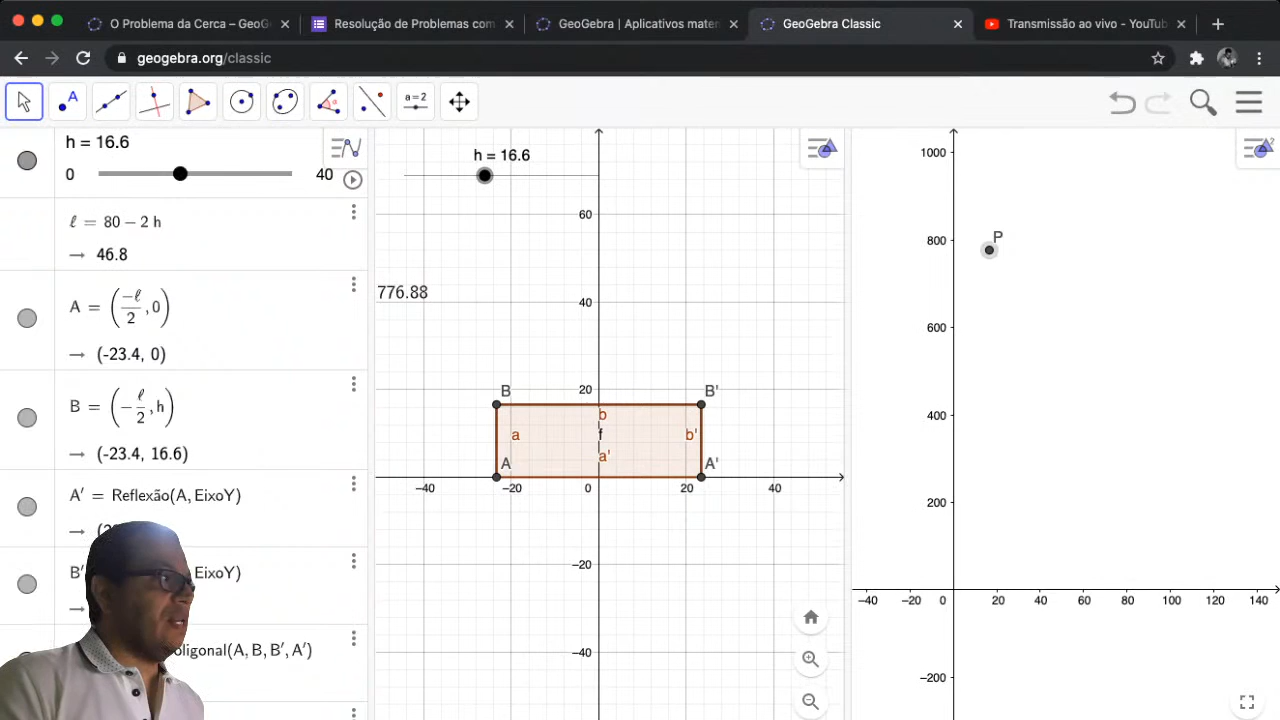 O Problema da Cerca – GeoG
Resolução de Problemas com
GeoGebra | Aplicativos mater
GeoGebra Classic
Transmissão ao vivo - YouTub
geogebra.org/classic
A
a = 2
h = 16.6
0
40
ℓ = 80 − 2 h
→ 46.8
A = (−ℓ/2, 0)
→ (-23.4, 0)
B = (−ℓ/2, h)
→ (-23.4, 16.6)
A′ = Reflexão(A, EixoY)
→
B′
EixoY)
→
oligonal(A, B, B′, A′)
h = 16.6
776.88
60
40
20
B
B'
b
a
f
b'
a'
A
A'
−40
−20
0
20
40
−20
−40
1000
P
800
600
400
200
−40
−20
0
20
40
60
80
100
120
140
−200
2